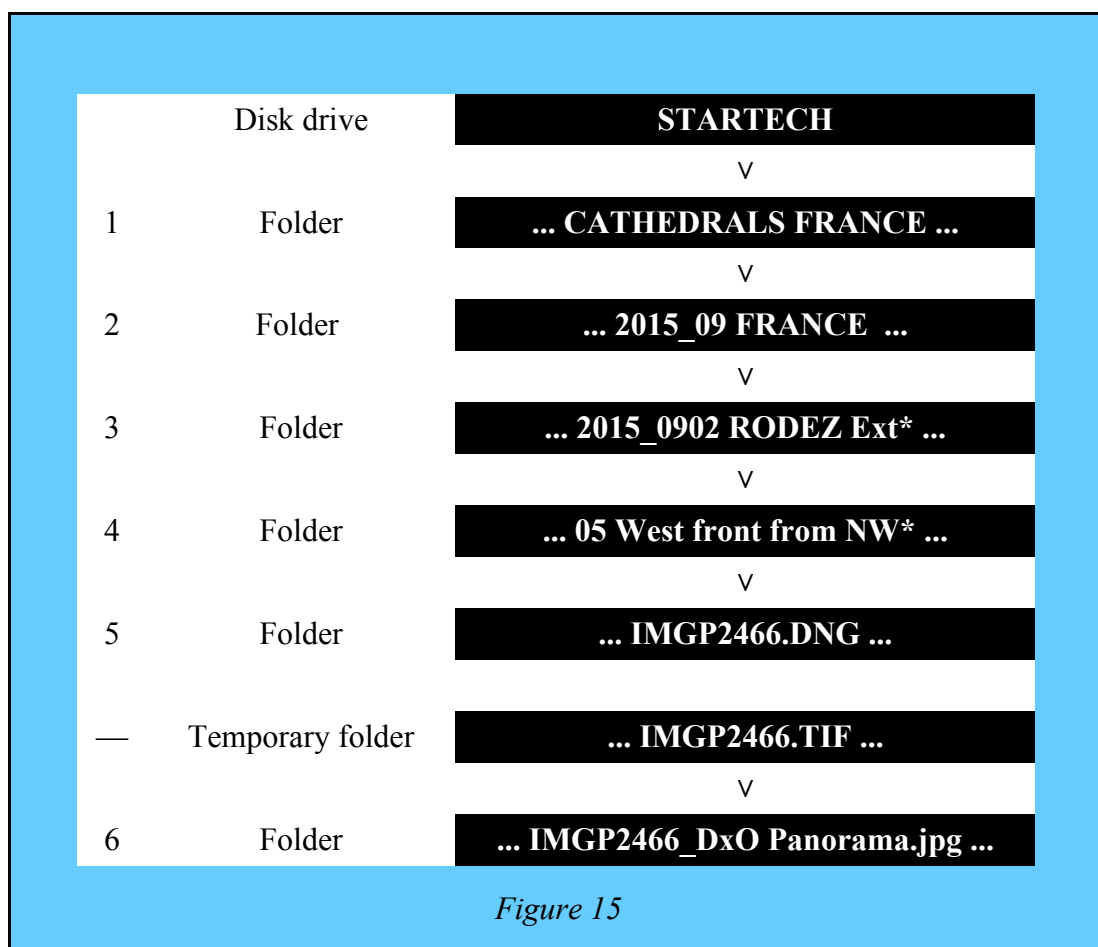 Disk drive STARTECH
∨
1 Folder ... CATHEDRALS FRANCE ...
∨
2 Folder ... 2015_09 FRANCE ...
∨
3 Folder ... 2015_0902 RODEZ Ext* ...
∨
4 Folder ... 05 West front from NW* ...
∨
5 Folder ... IMGP2466.DNG ...
— Temporary folder ... IMGP2466.TIF ...
∨
6 Folder ... IMGP2466_DxO Panorama.jpg ...
Figure 15